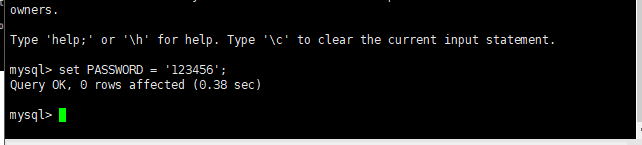 owners.
Type 'help;' or '\h' for help. Type '\c' to clear the current input statement.
mysql> set PASSWORD = '123456';
Query OK, 0 rows affected (0.38 sec)
mysql>